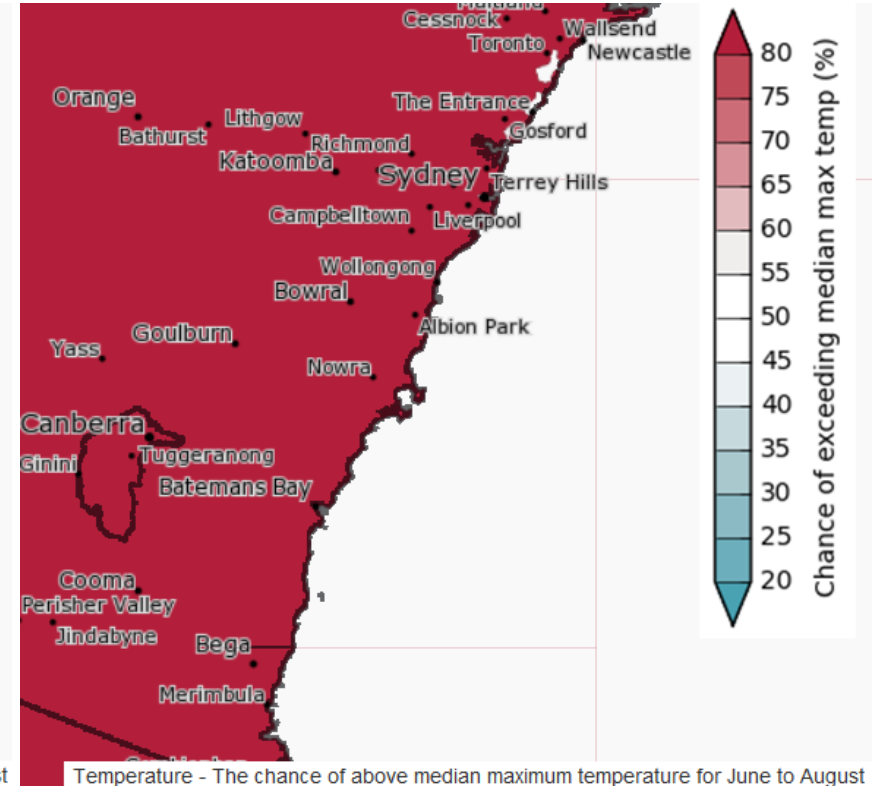 Cessnock
Wallsend
Toronto
Newcastle
Orange
The Entrance
Lithgow
Bathurst
Gosford
Richmond
Katoomba
Sydney
Terrey Hills
Campbelltown
Liverpool
Wollongong
Bowral
Albion Park
Goulburn
Yass
Nowra
Canberra
Ginini
Tuggeranong
Batemans Bay
Cooma
Perisher Valley
Jindabyne
Bega
Merimbula
80
75
70
65
60
55
50
45
40
35
30
25
20
Chance of exceeding median max temp (%)
st
Temperature - The chance of above median maximum temperature for June to August